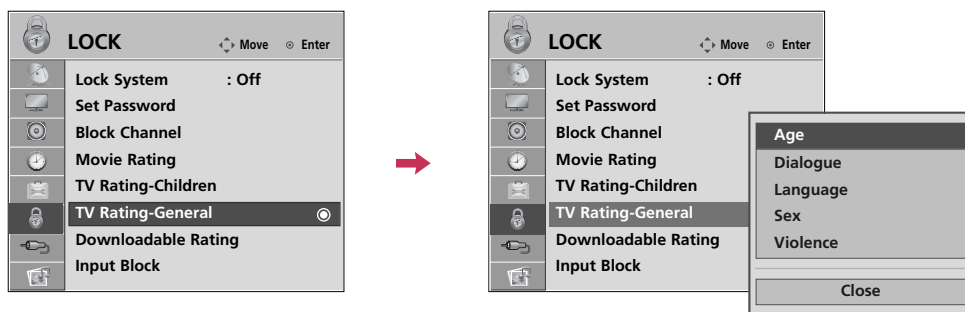 LOCK
Move
Enter
Lock System : Off
Set Password
Block Channel
Movie Rating
TV Rating-Children
TV Rating-General
Downloadable Rating
Input Block
LOCK
Move
Enter
Lock System : Off
Set Password
Block Channel
Movie Rating
TV Rating-Children
TV Rating-General
Downloadable Rating
Input Block
Age
Dialogue
Language
Sex
Violence
Close